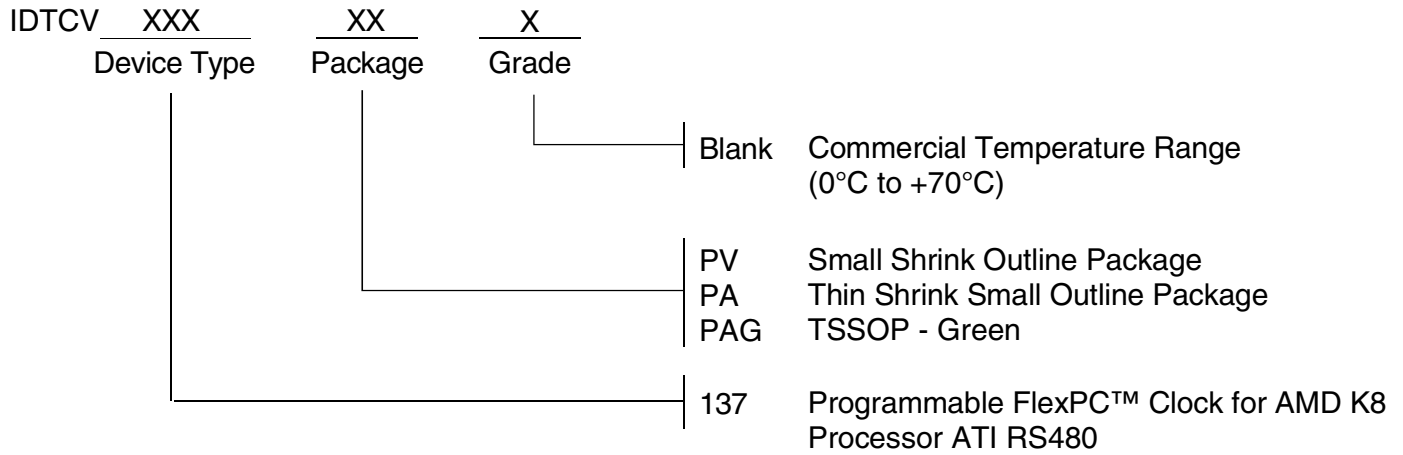 IDTCV XXX XX X
Device Type Package Grade
Blank Commercial Temperature Range
(0°C to +70°C)
PV Small Shrink Outline Package
PA Thin Shrink Small Outline Package
PAG TSSOP - Green
137 Programmable FlexPC™ Clock for AMD K8
Processor ATI RS480